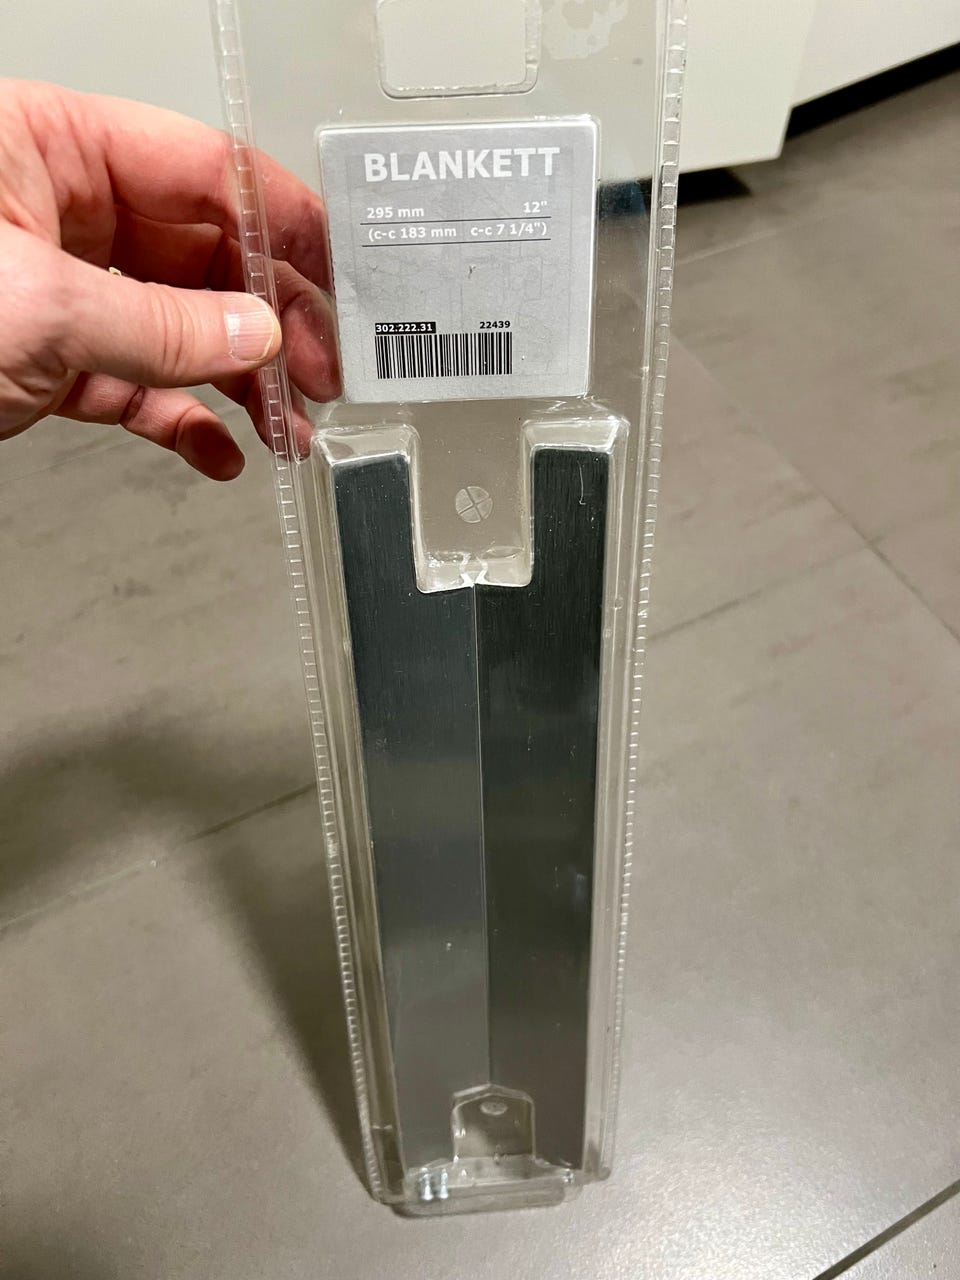 BLANKETT
295 mm 12"
(c-c 183 mm c-c 7 1/4")
302.222.31 22439